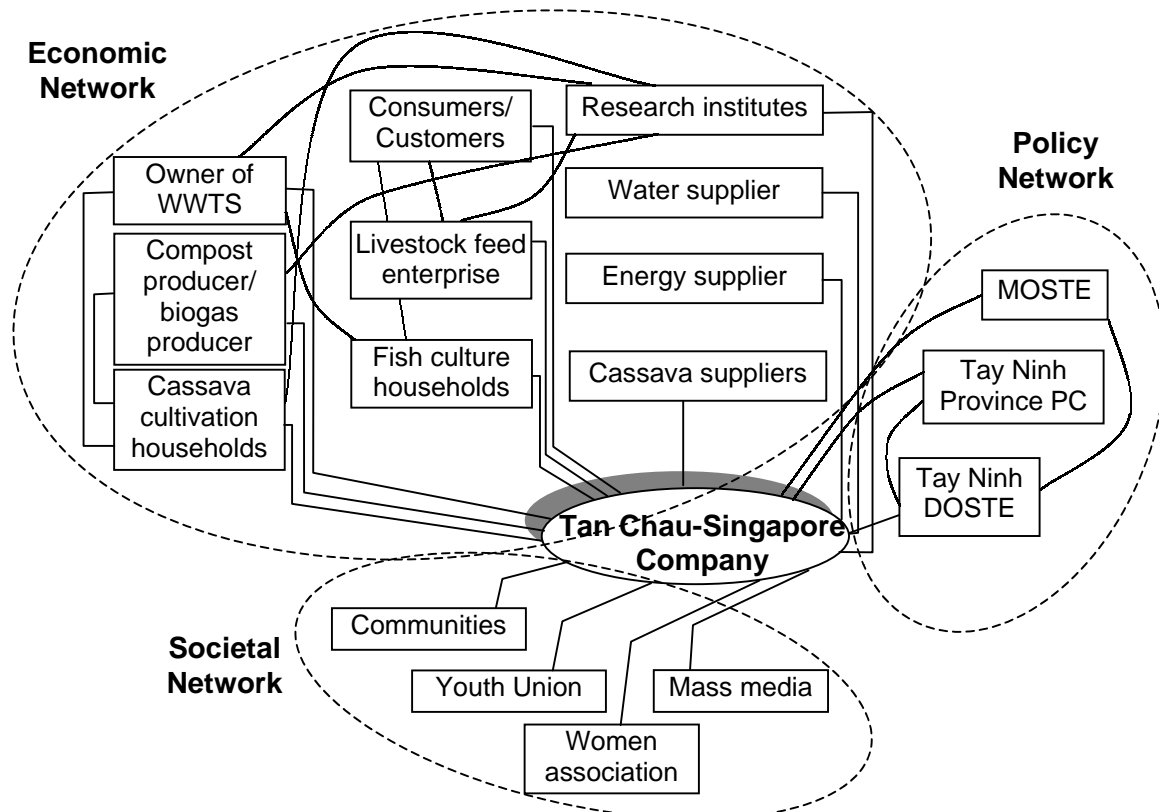 Economic
Network
Consumers/
Customers
Research institutes
Policy
Network
Owner of
WWTS
Water supplier
Compost
producer/
biogas
producer
Livestock feed
enterprise
Energy supplier
MOSTE
Fish culture
households
Cassava suppliers
Tay Ninh
Province PC
Cassava
cultivation
households
Tay Ninh
DOSTE
Tan Chau-Singapore
Company
Communities
Societal
Network
Youth Union
Mass media
Women
association